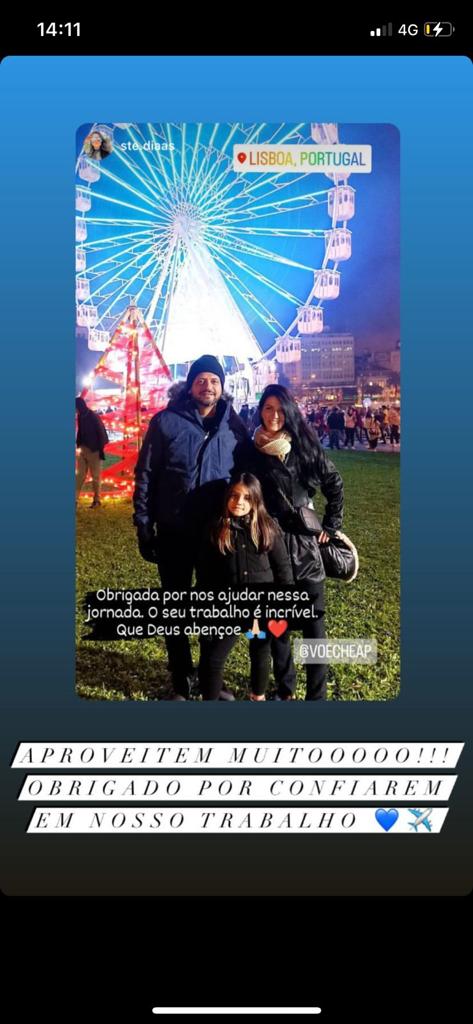 14:11
4G
ste.diaas
LISBOA, PORTUGAL
Obrigada por nos ajudar nessa
jornada. O seu trabalho é incrível.
Que Deus abençoe 🙏🏻❤️
@VOECHEAP
APROVEITEM MUITOOOOO!!!
OBRIGADO POR CONFIAREM
EM NOSSO TRABALHO 💙✈️